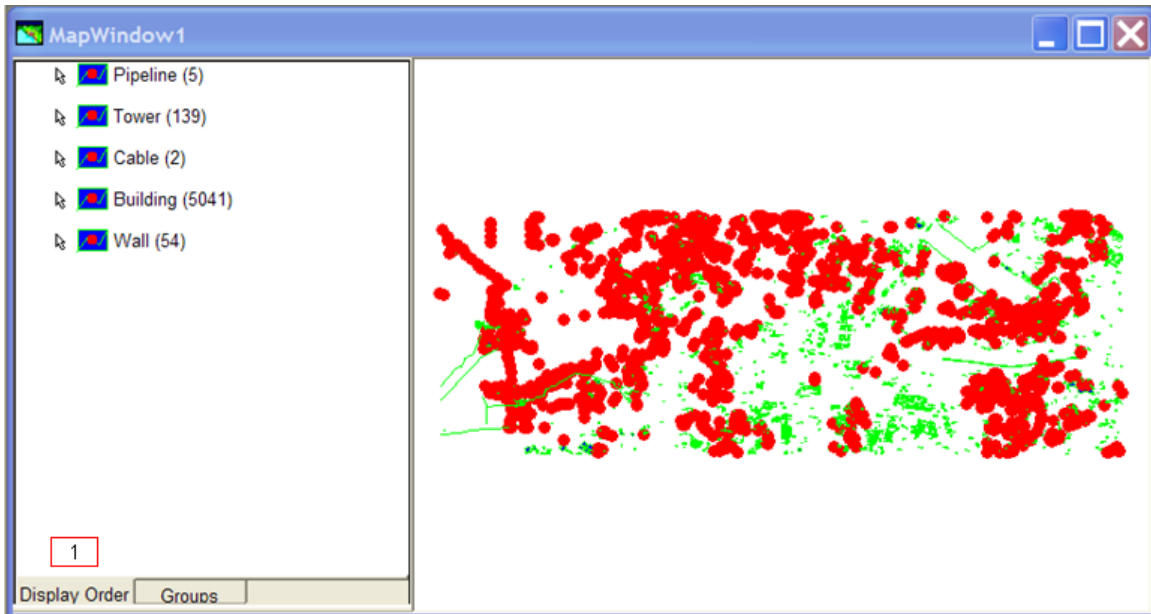 MapWindow1
Pipeline (5)
Tower (139)
Cable (2)
Building (5041)
Wall (54)
1
Display Order
Groups